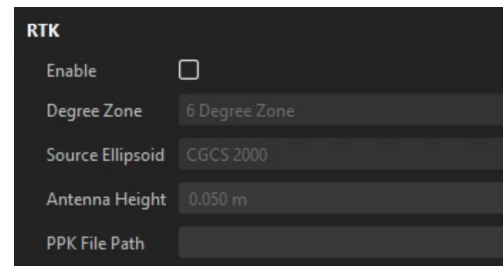 RTK
Enable
Degree Zone 6 Degree Zone
Source Ellipsoid CGCS 2000
Antenna Height 0.050 m
PPK File Path